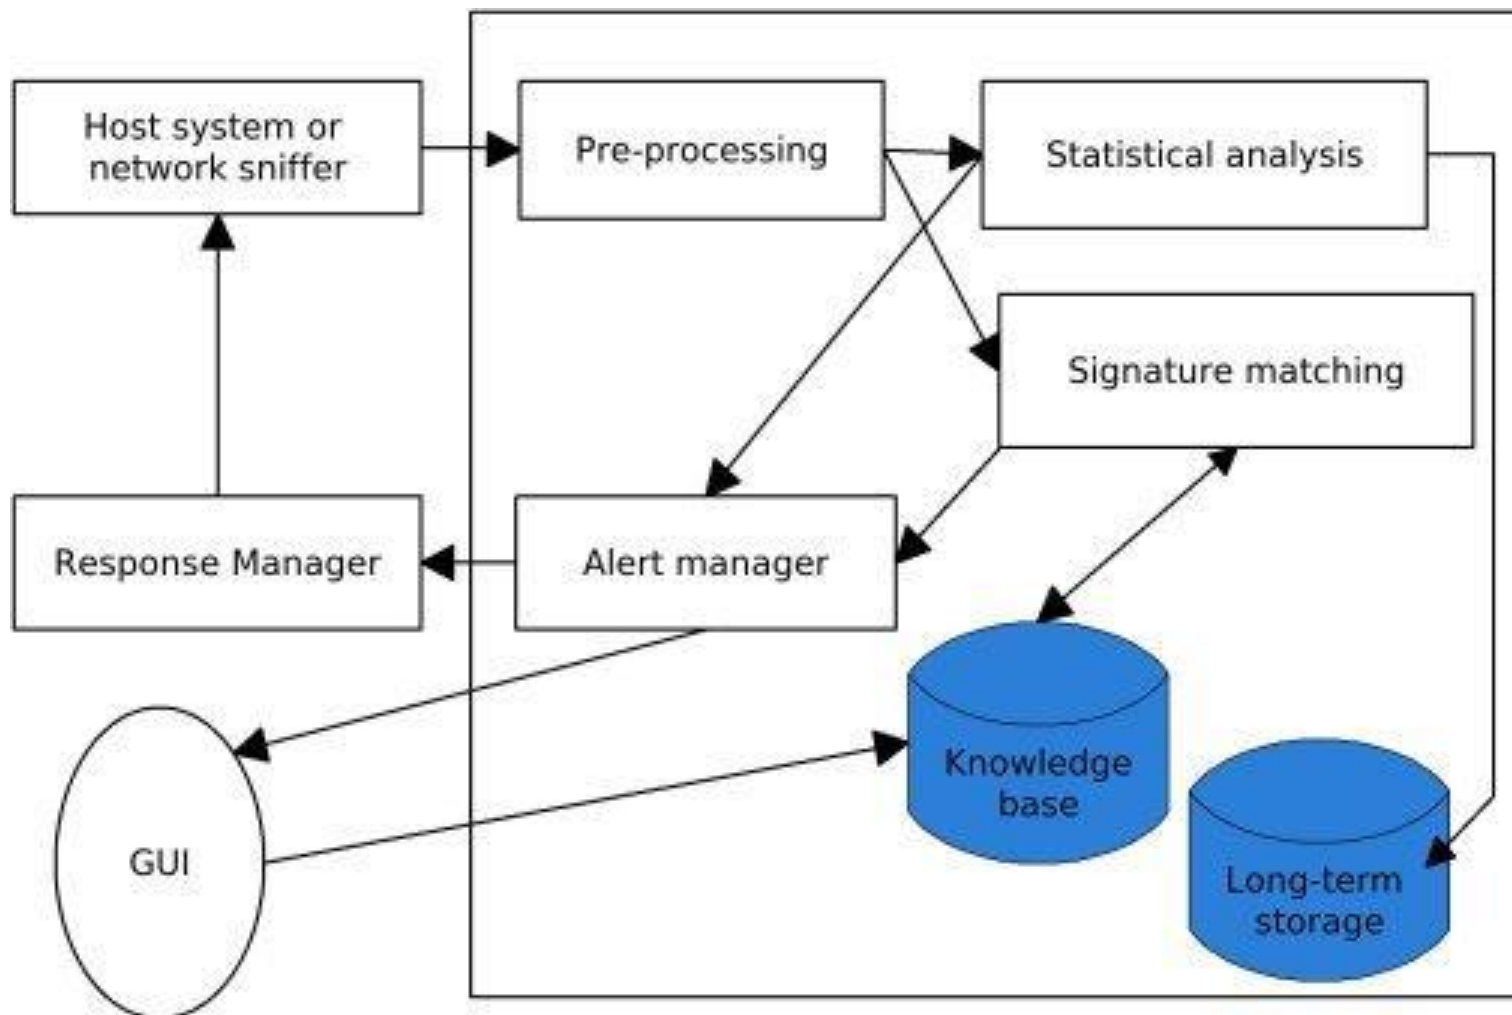 Host system or
network sniffer
Pre-processing
Statistical analysis
Signature matching
Response Manager
Alert manager
Knowledge
base
GUI
Long-term
storage